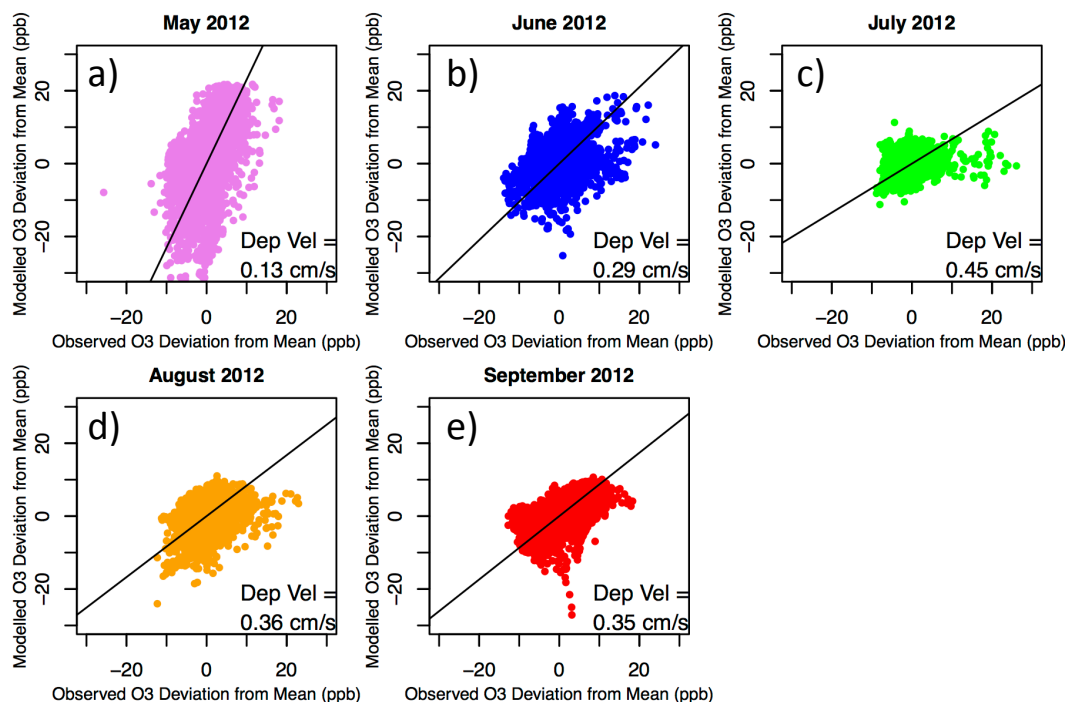 May 2012
June 2012
July 2012
Modelled O3 Deviation from Mean (ppb)
20
0
−20
a)
Dep Vel =
0.13 cm/s
−20 0 20
Observed O3 Deviation from Mean (ppb)
Modelled O3 Deviation from Mean (ppb)
20
0
−20
b)
Dep Vel =
0.29 cm/s
−20 0 20
Observed O3 Deviation from Mean (ppb)
Modelled O3 Deviation from Mean (ppb)
20
0
−20
c)
Dep Vel =
0.45 cm/s
−20 0 20
Observed O3 Deviation from Mean (ppb)
August 2012
September 2012
Modelled O3 Deviation from Mean (ppb)
20
0
−20
d)
Dep Vel =
0.36 cm/s
−20 0 20
Observed O3 Deviation from Mean (ppb)
Modelled O3 Deviation from Mean (ppb)
20
0
−20
e)
Dep Vel =
0.35 cm/s
−20 0 20
Observed O3 Deviation from Mean (ppb)